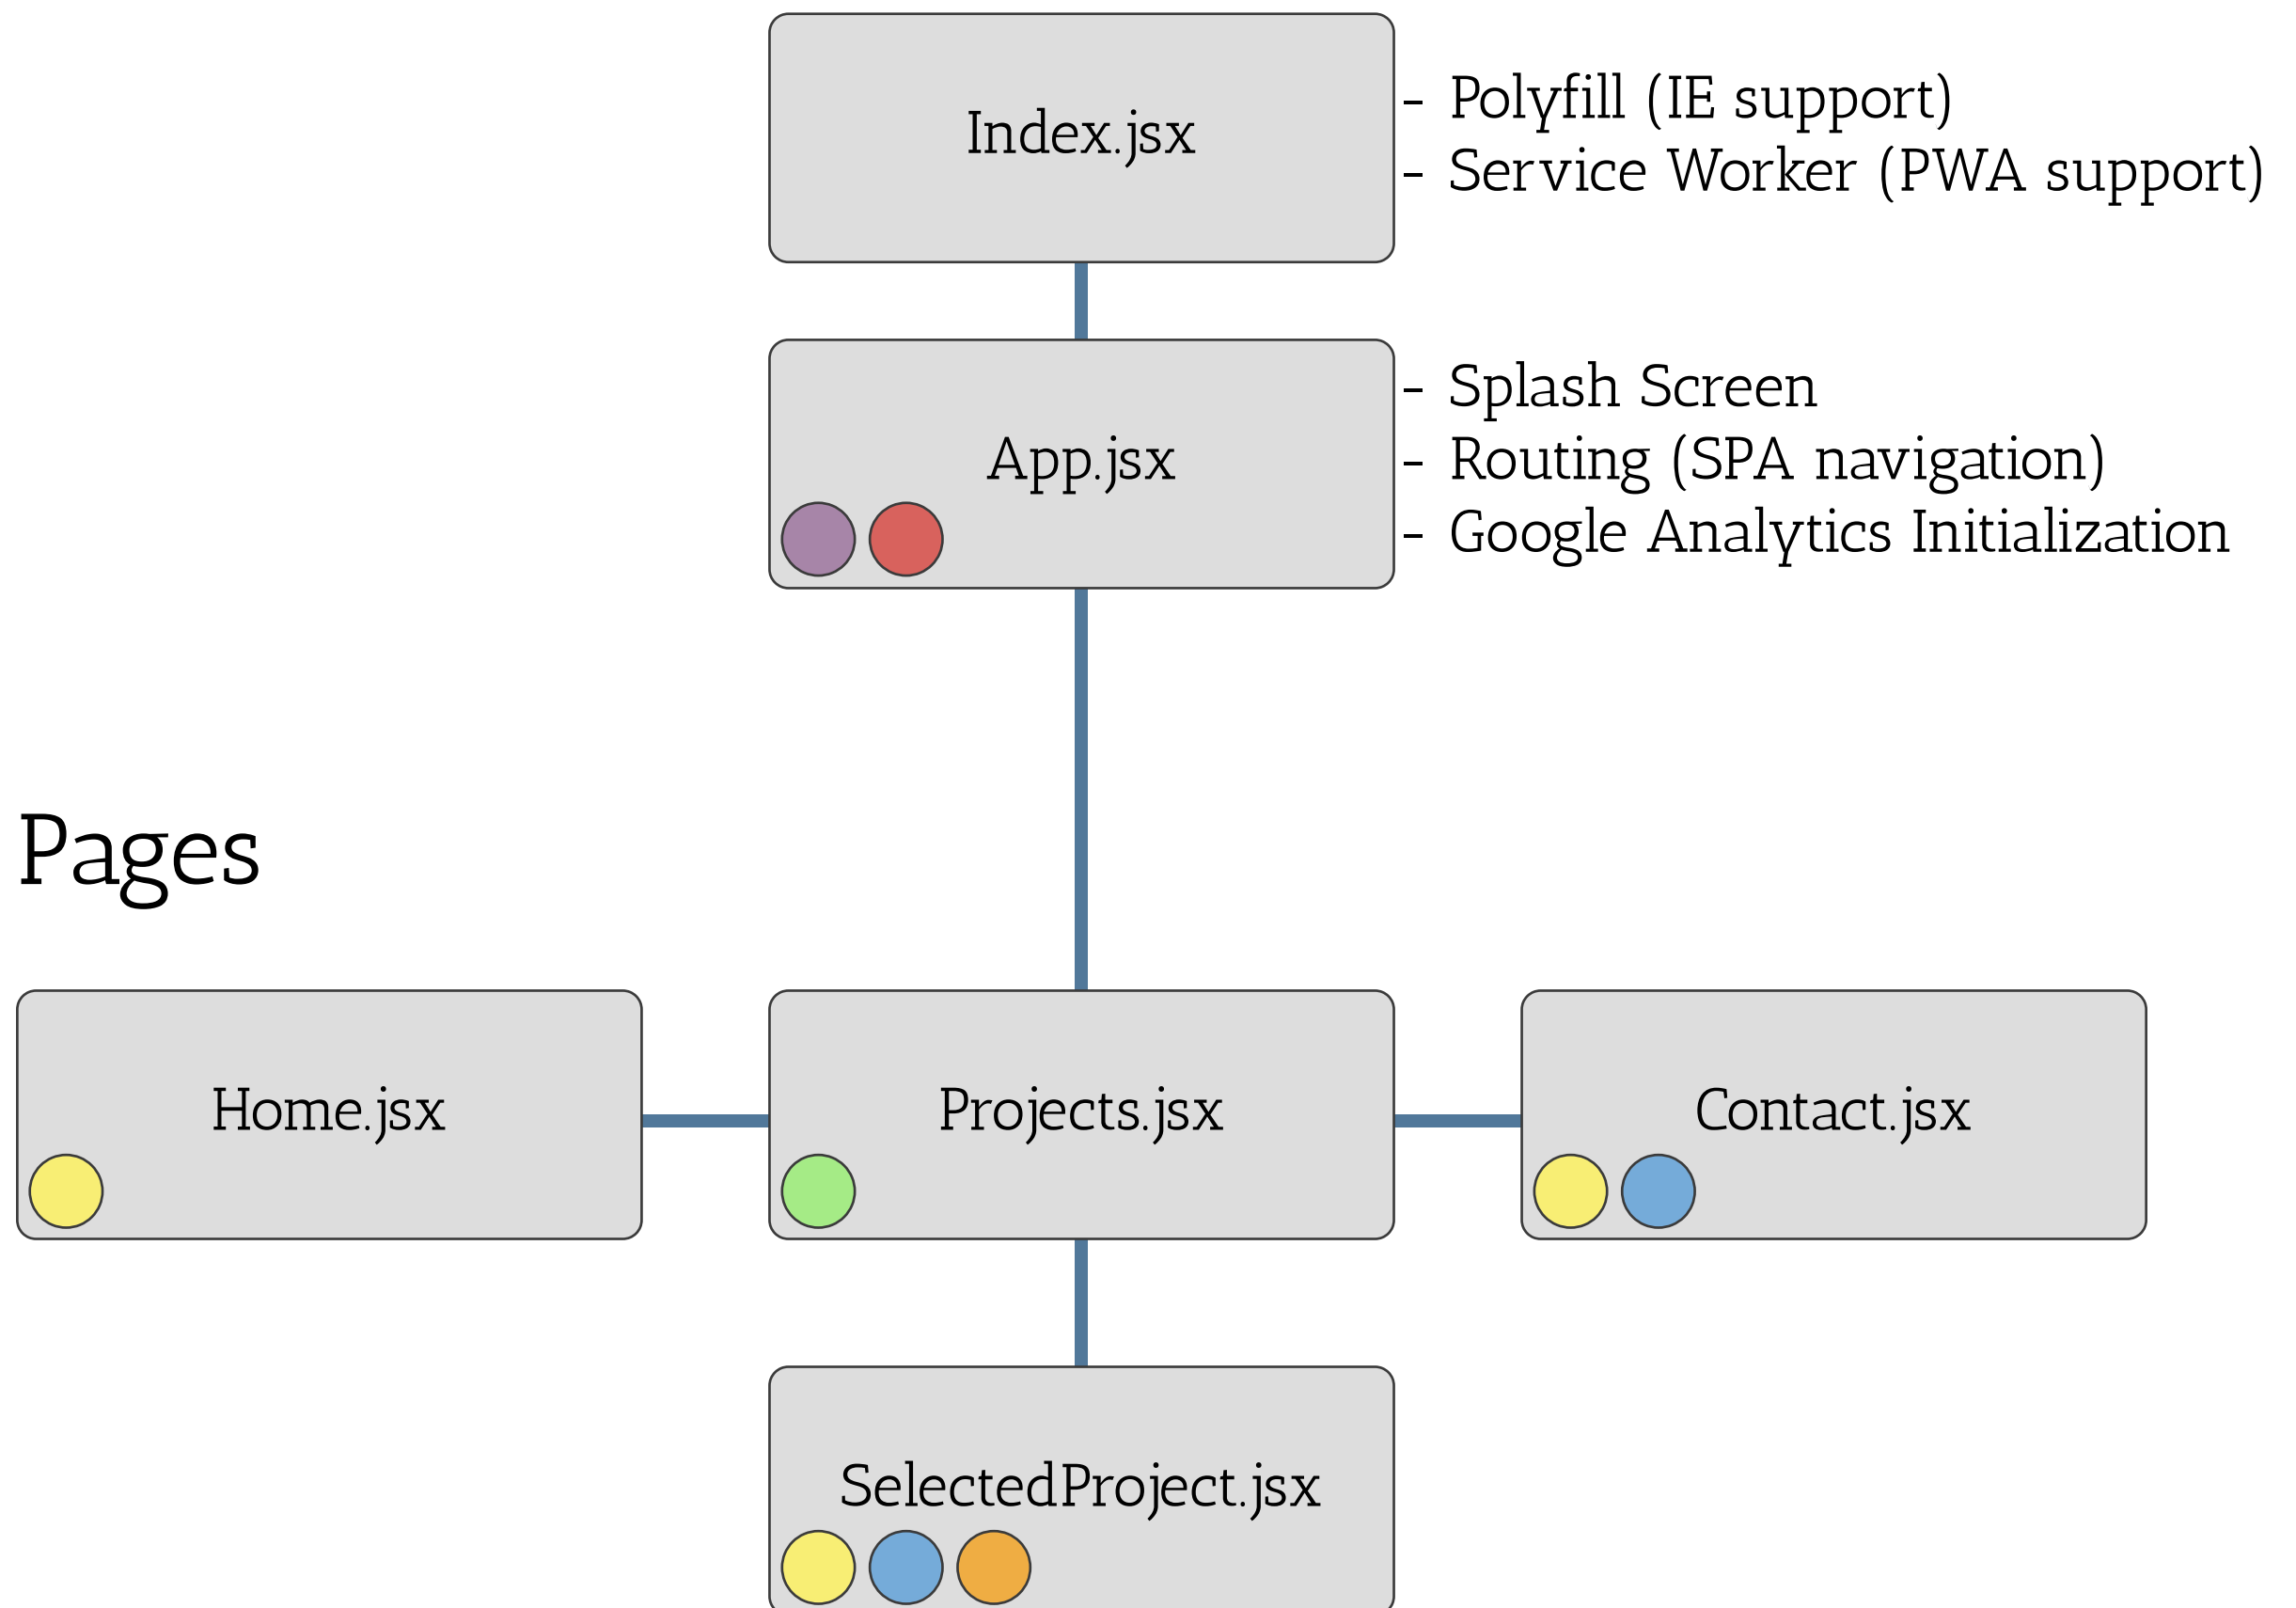 Index.jsx
- Polyfill (IE support)
- Service Worker (PWA support)
App.jsx
- Splash Screen
- Routing (SPA navigation)
- Google Analytics Initialization
Pages
Home.jsx
Projects.jsx
Contact.jsx
SelectedProject.jsx